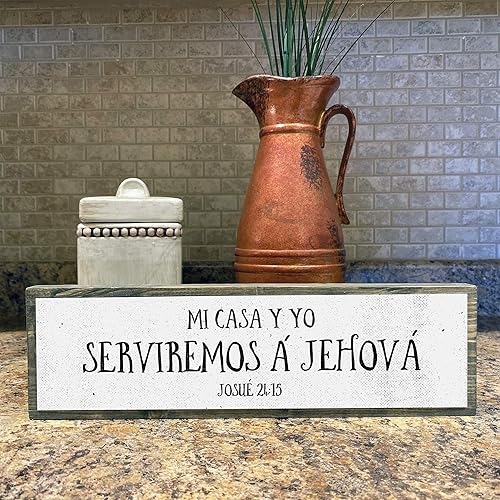 MI CASA Y YO
SERVIREMOS Á JEHOVÁ
JOSUÉ 24:15